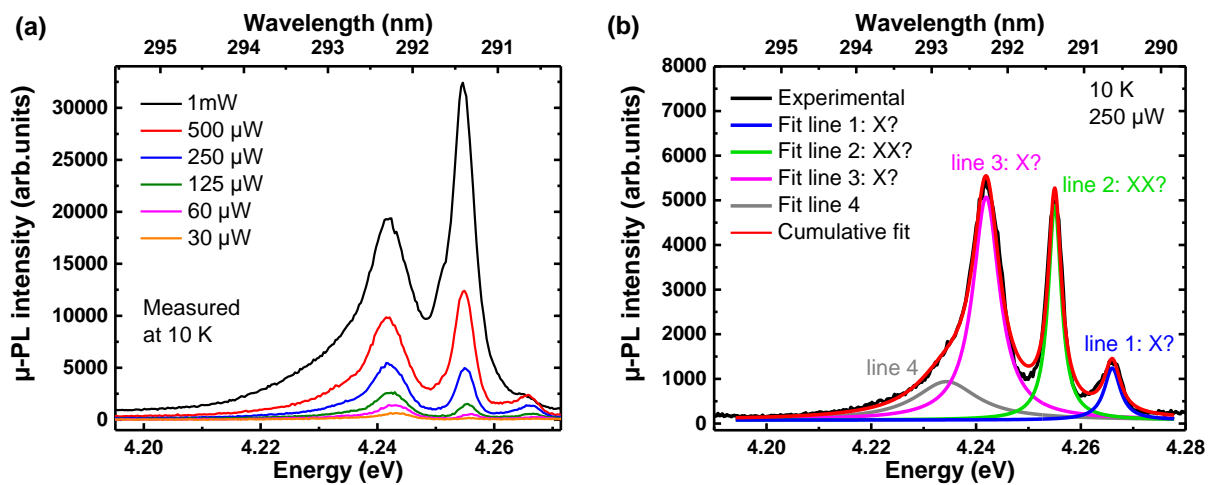 (a)
Wavelength (nm)
295 294 293 292 291
μ-PL intensity (arb.units)
30000
25000
20000
15000
10000
5000
0
1mW
500 μW
250 μW
125 μW
60 μW
30 μW
Measured
at 10 K
4.20 4.22 4.24 4.26
Energy (eV)
(b)
Wavelength (nm)
295 294 293 292 291 290
μ-PL intensity (arb.units)
8000
7000
6000
5000
4000
3000
2000
1000
0
Experimental
Fit line 1: X?
Fit line 2: XX?
Fit line 3: X?
Fit line 4
Cumulative fit
10 K
250 μW
line 3: X?
line 2: XX?
line 1: X?
line 4
4.20 4.22 4.24 4.26 4.28
Energy (eV)